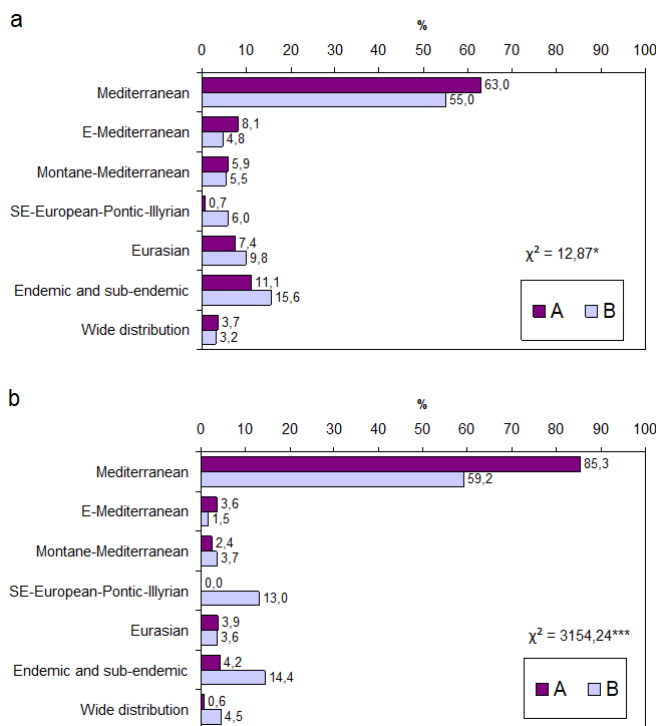 a
%
0 10 20 30 40 50 60 70 80 90 100
Mediterranean 63,0
55,0
E-Mediterranean 8,1
4,8
Montane-Mediterranean 5,9
5,5
SE-European-Pontic-Illyrian 0,7
6,0
Eurasian 7,4
9,8
χ² = 12,87*
Endemic and sub-endemic 11,1
15,6
A B
Wide distribution 3,7
3,2
b
%
0 10 20 30 40 50 60 70 80 90 100
Mediterranean 85,3
59,2
E-Mediterranean 3,6
1,5
Montane-Mediterranean 2,4
3,7
SE-European-Pontic-Illyrian 0,0
13,0
Eurasian 3,9
3,6
χ² = 3154,24***
Endemic and sub-endemic 4,2
14,4
A B
Wide distribution 0,6
4,5